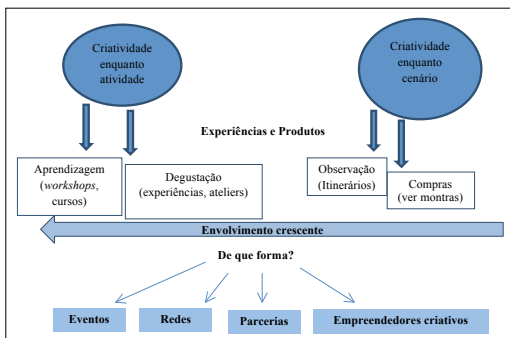 Criatividade
enquanto
atividade
Criatividade
enquanto
cenário
Experiências e Produtos
Aprendizagem
(workshops,
cursos)
Degustação
(experiências, ateliers)
Observação
(Itinerários)
Compras
(ver montras)
Envolvimento crescente
De que forma?
Eventos
Redes
Parcerias
Empreendedores criativos